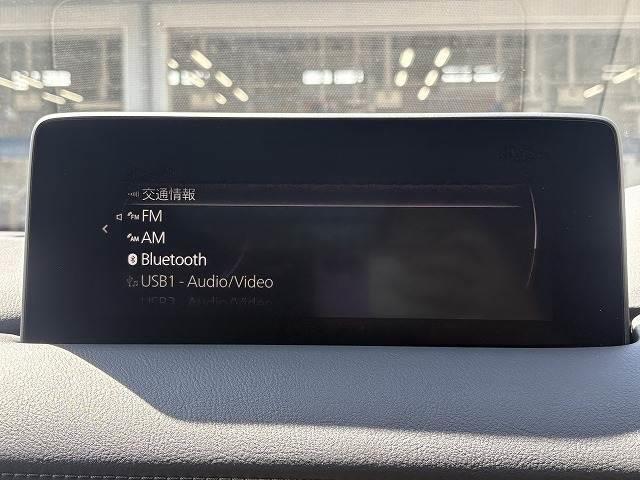 交通情報
FM
AM
Bluetooth
USB1 - Audio/Video